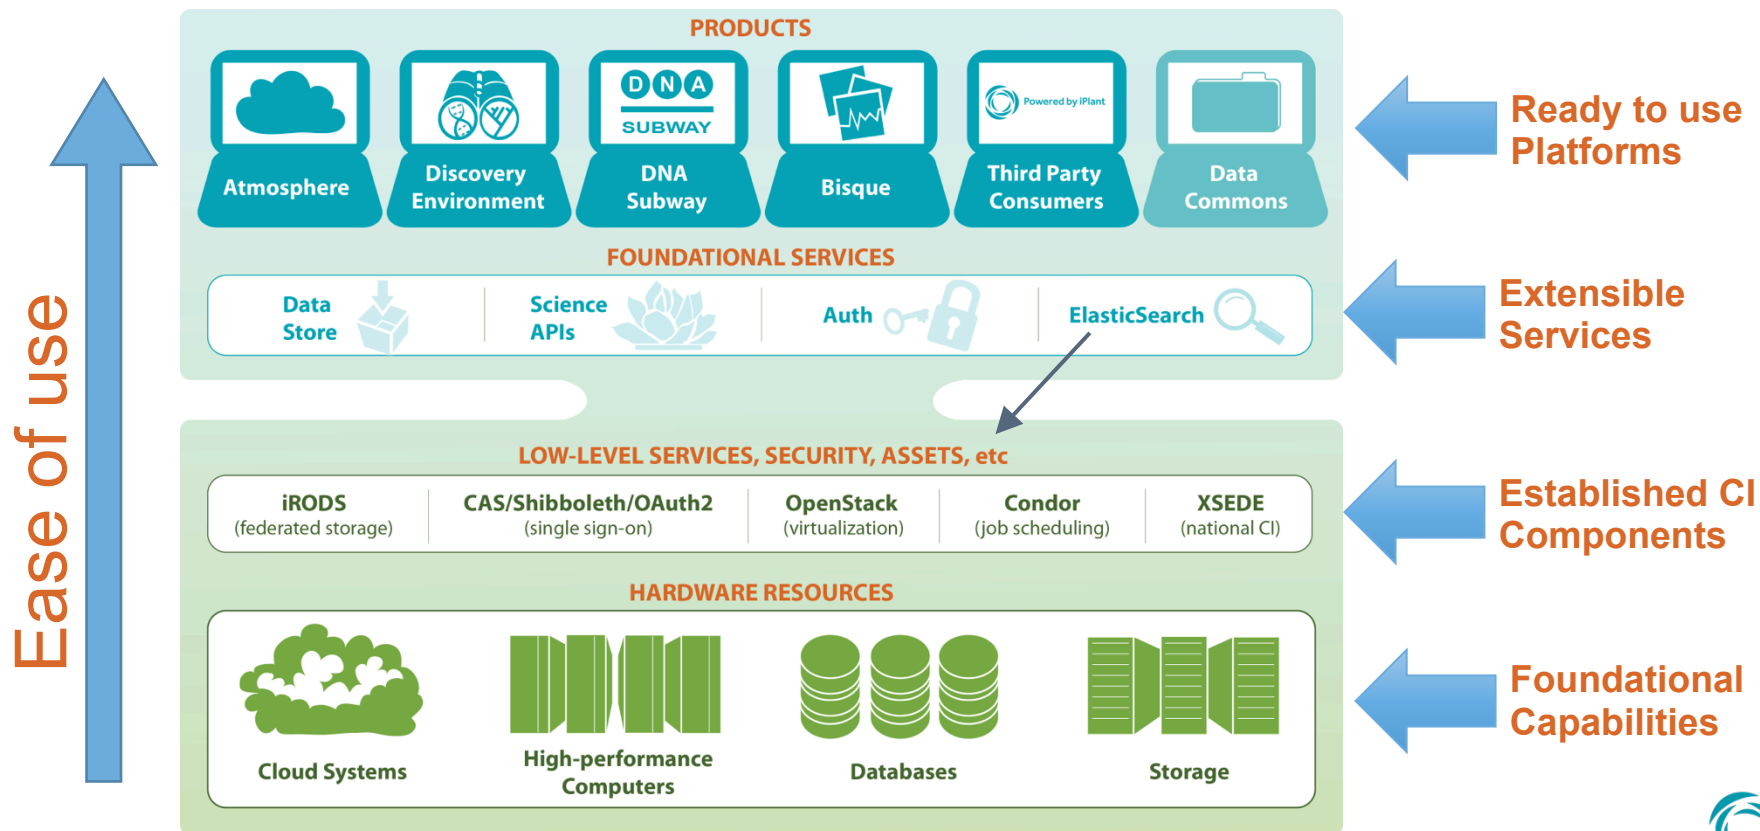 PRODUCTS
DNA
SUBWAY
Powered by iPlant
Atmosphere
Discovery
Environment
DNA
Subway
Bisque
Third Party
Consumers
Data
Commons
Ready to use
Platforms
FOUNDATIONAL SERVICES
Data
Store
Science
APIs
Auth
ElasticSearch
Extensible
Services
Ease of use
LOW-LEVEL SERVICES, SECURITY, ASSETS, etc
iRODS
(federated storage)
CAS/Shibboleth/OAuth2
(single sign-on)
OpenStack
(virtualization)
Condor
(job scheduling)
XSEDE
(national CI)
Established CI
Components
HARDWARE RESOURCES
Cloud Systems
High-performance
Computers
Databases
Storage
Foundational
Capabilities